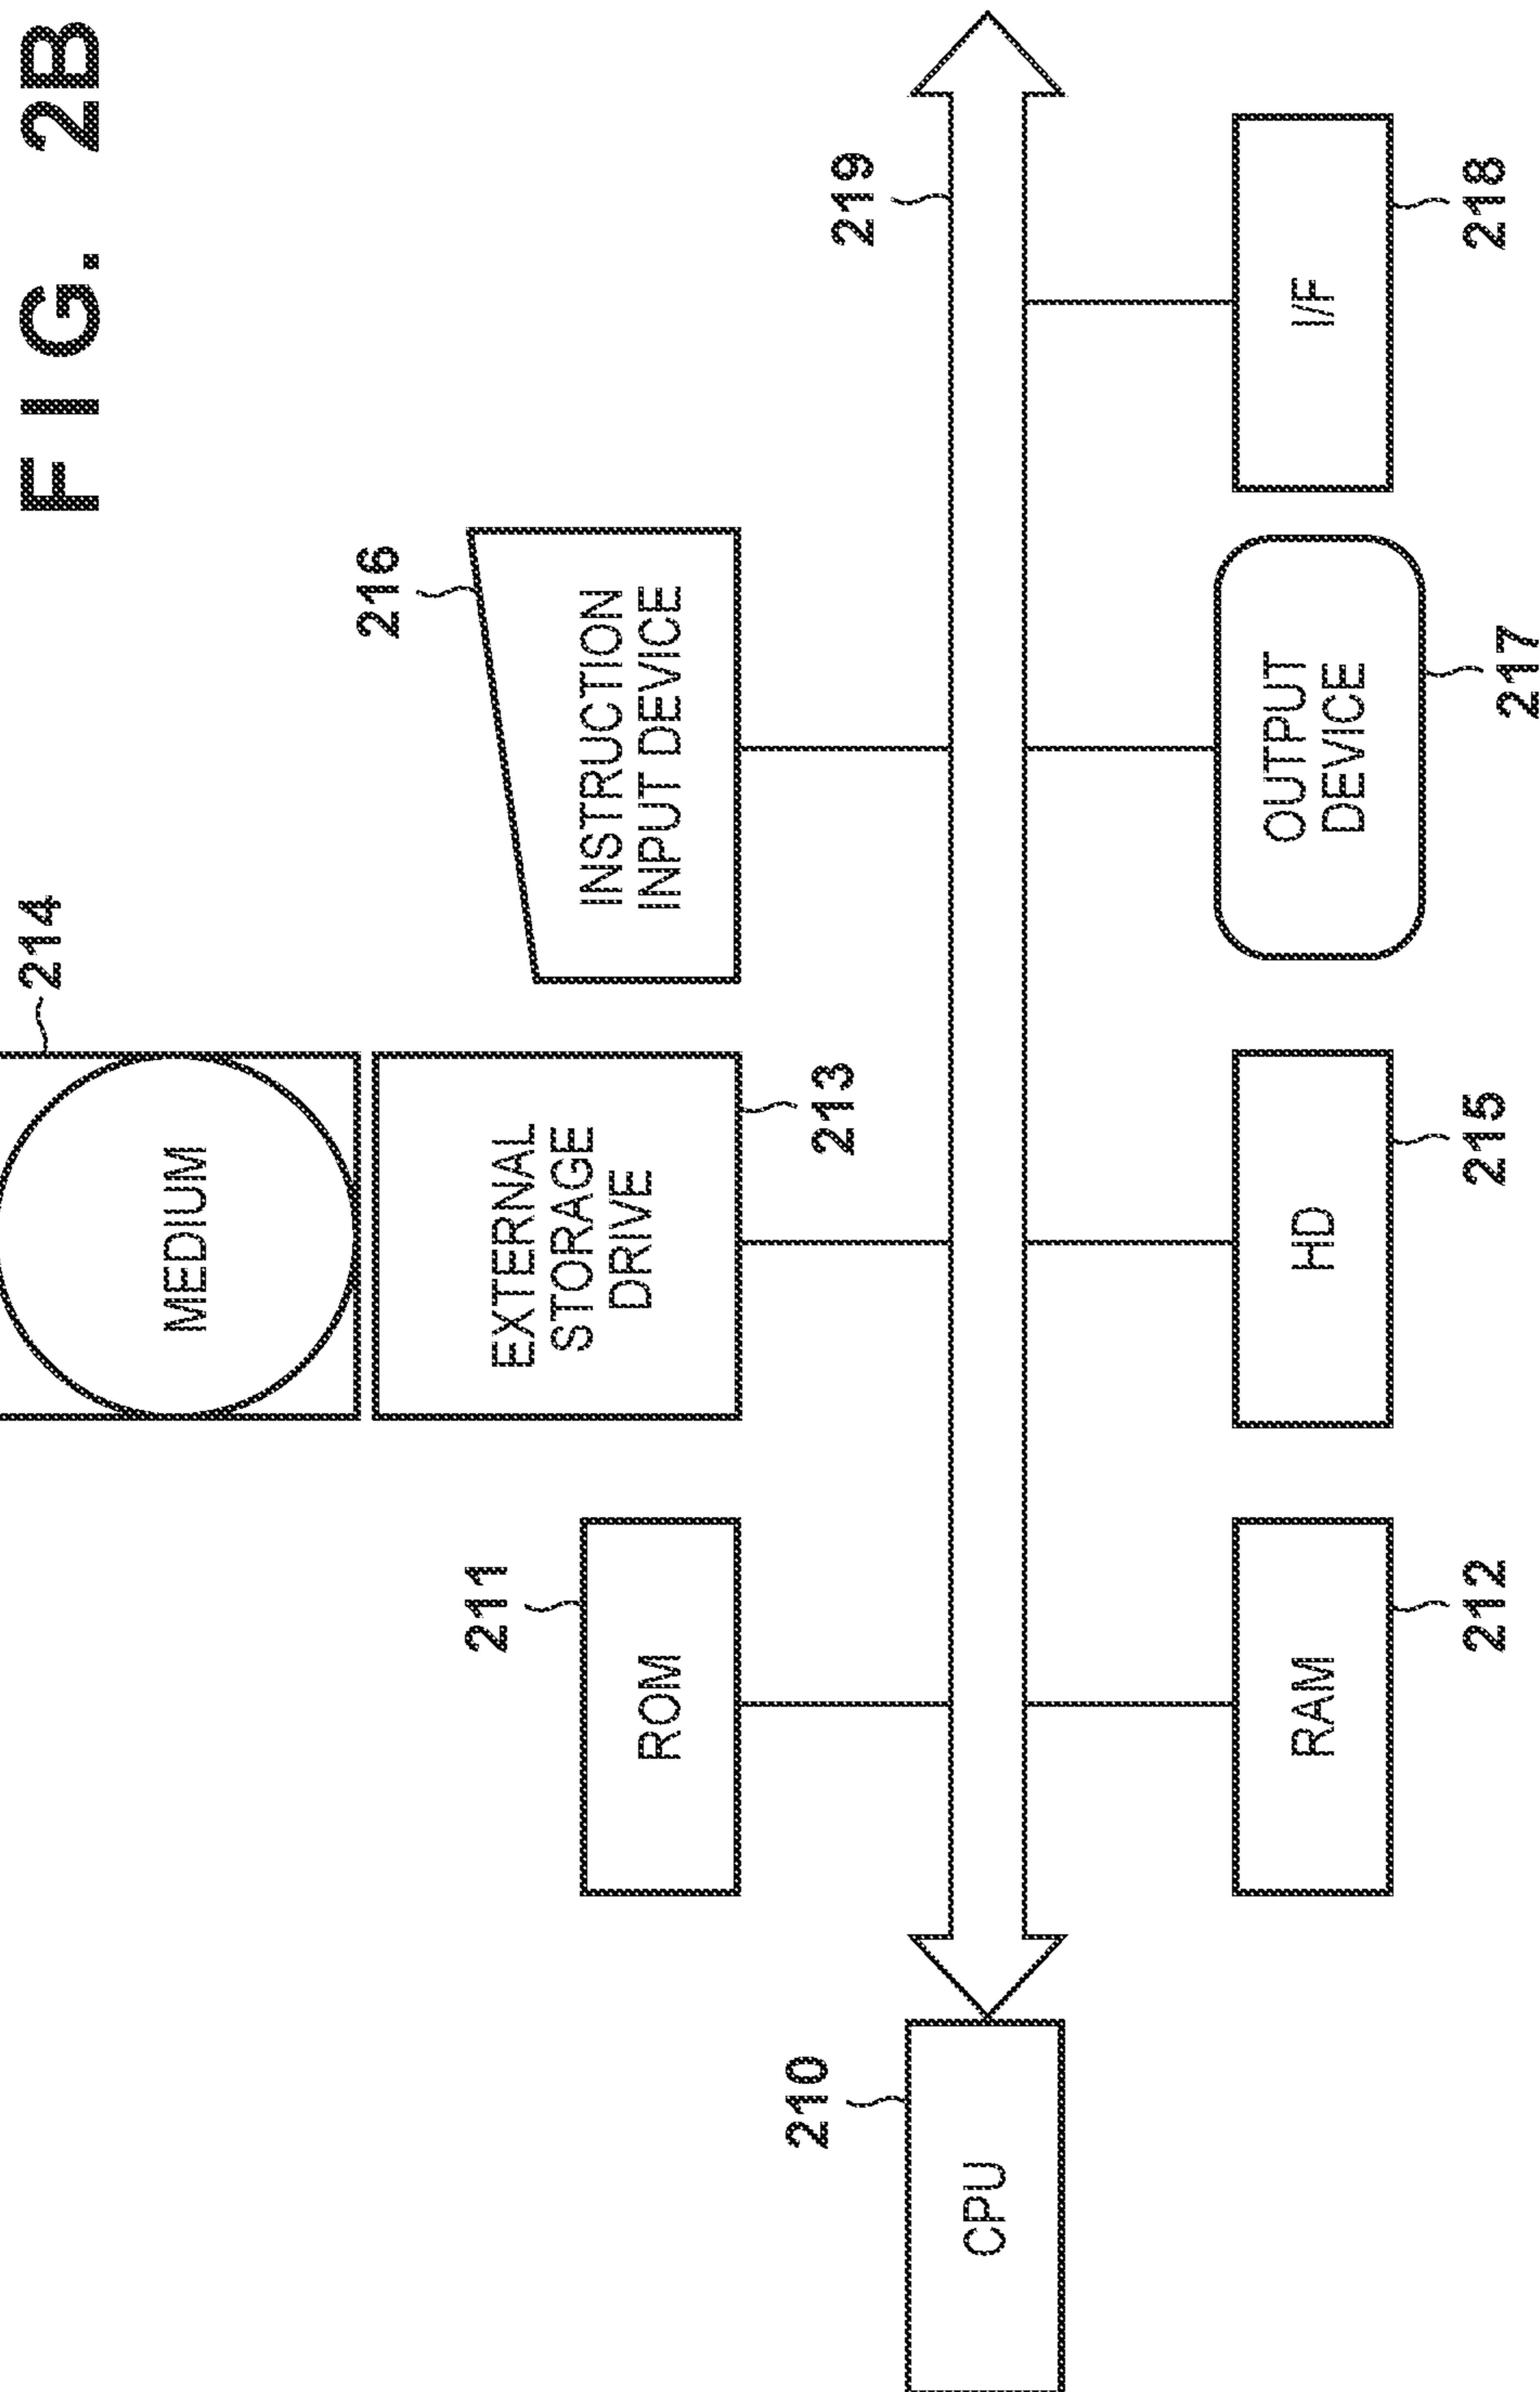 FIG. 2B
214
MEDIUM
216
211
EXTERNAL
STORAGE
DRIVE
INSTRUCTION
INPUT DEVICE
ROM
213
219
210
CPU
RAM
HD
OUTPUT
DEVICE
I/F
212
215
217
218